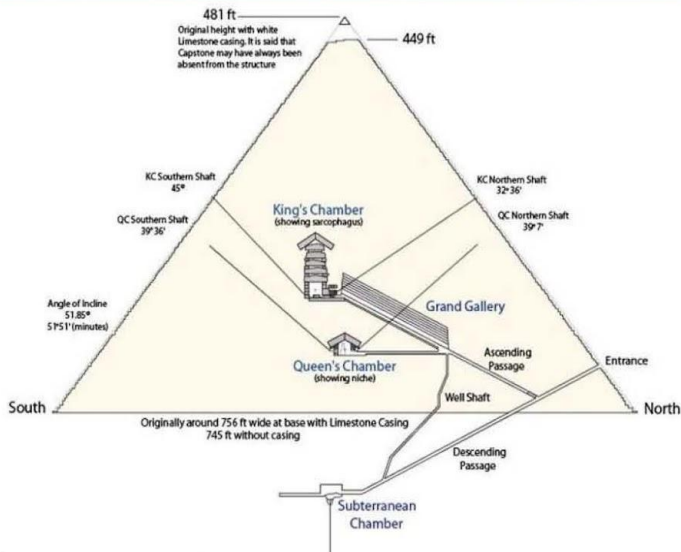 481 ft
Original height with white
Limestone casing. It is said that
Capstone may have always been
absent from the structure
449 ft
KC Southern Shaft
45°
KC Northern Shaft
32°36'
QC Southern Shaft
39°36'
QC Northern Shaft
39°7'
King's Chamber
(showing sarcophagus)
Grand Gallery
Angle of Incline
51.85°
51°51' (minutes)
Queen's Chamber
(showing niche)
Ascending
Passage
Entrance
Well Shaft
South
North
Originally around 756 ft wide at base with Limestone Casing
745 ft without casing
Descending
Passage
Subterranean
Chamber